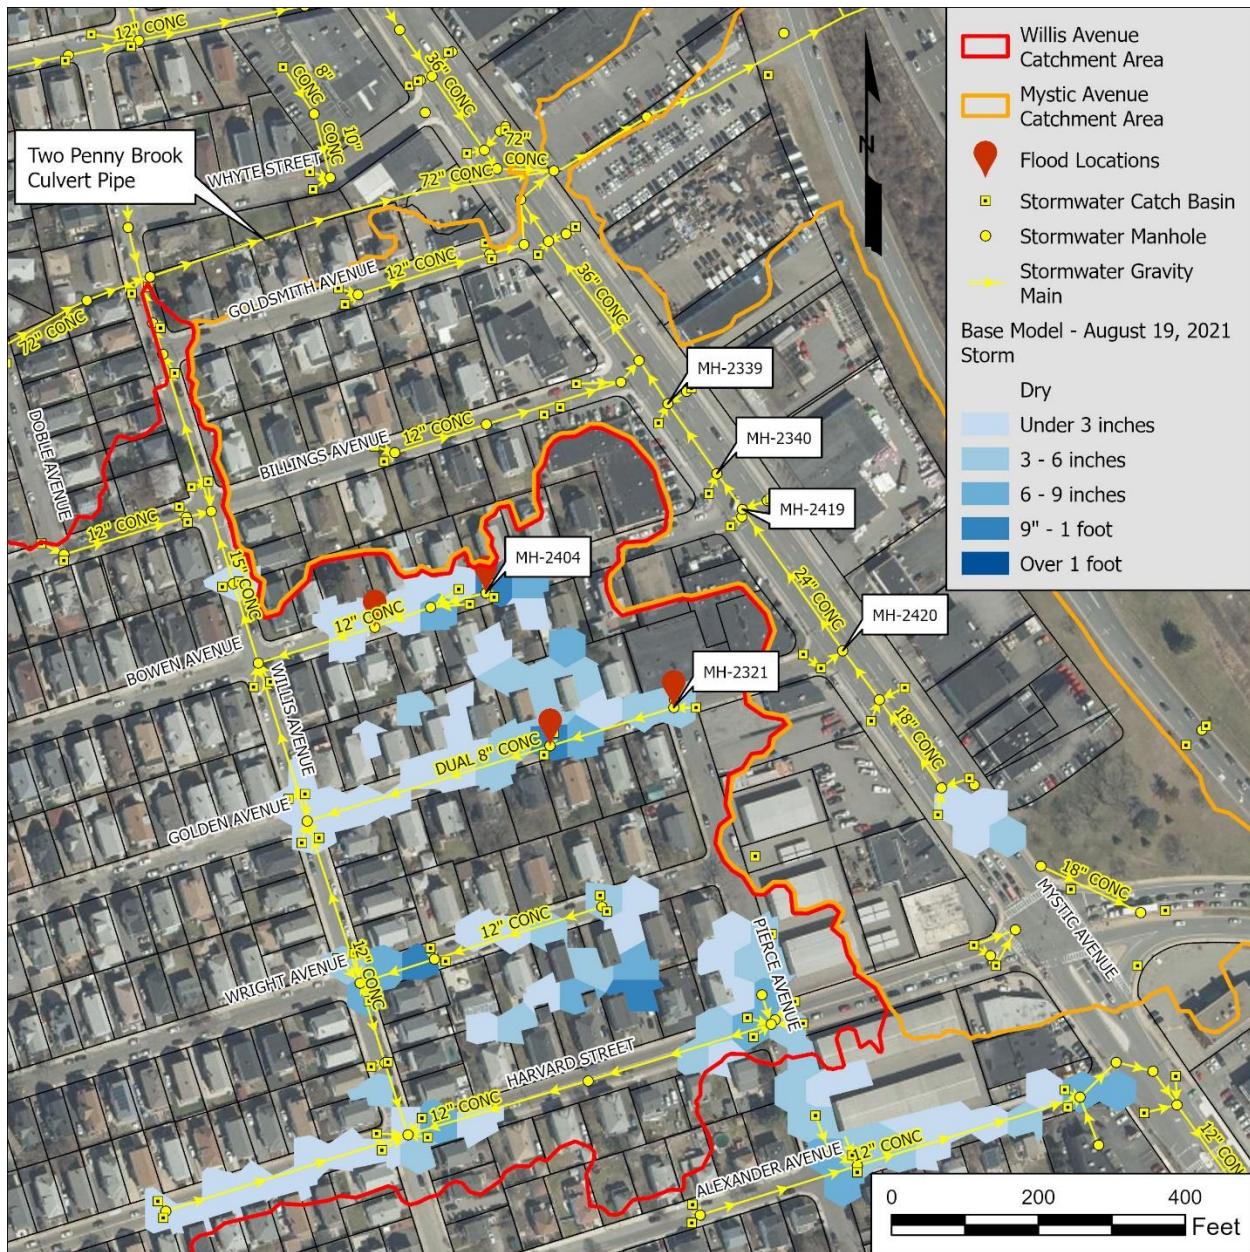 12" CONC
36" CONC
8" CONC
10" CONC
Two Penny Brook
Culvert Pipe
WHYTE STREET
72" CONC
72" CONC
72" CONC
GOLDSMITH AVENUE
12" CONC
36" CONC
N
Willis Avenue
Catchment Area
Mystic Avenue
Catchment Area
Flood Locations
Stormwater Catch Basin
Stormwater Manhole
Stormwater Gravity
Main
Base Model - August 19, 2021
Storm
Dry
Under 3 inches
3 - 6 inches
6 - 9 inches
9" - 1 foot
Over 1 foot
DOBLE AVENUE
BILLINGS AVENUE
12" CONC
MH-2339
MH-2340
MH-2419
12" CONC
15" CONC
MH-2404
24" CONC
MH-2420
12" CONC
BOWEN AVENUE
WILLIS AVENUE
MH-2321
18" CONC
DUAL 8" CONC
GOLDEN AVENUE
18" CONC
MYSTIC AVENUE
12" CONC
PIERCE AVENUE
WRIGHT AVENUE
12" CONC
HARVARD STREET
12" CONC
ALEXANDER AVENUE
12" CONC
12" CON
0 200 400
Feet